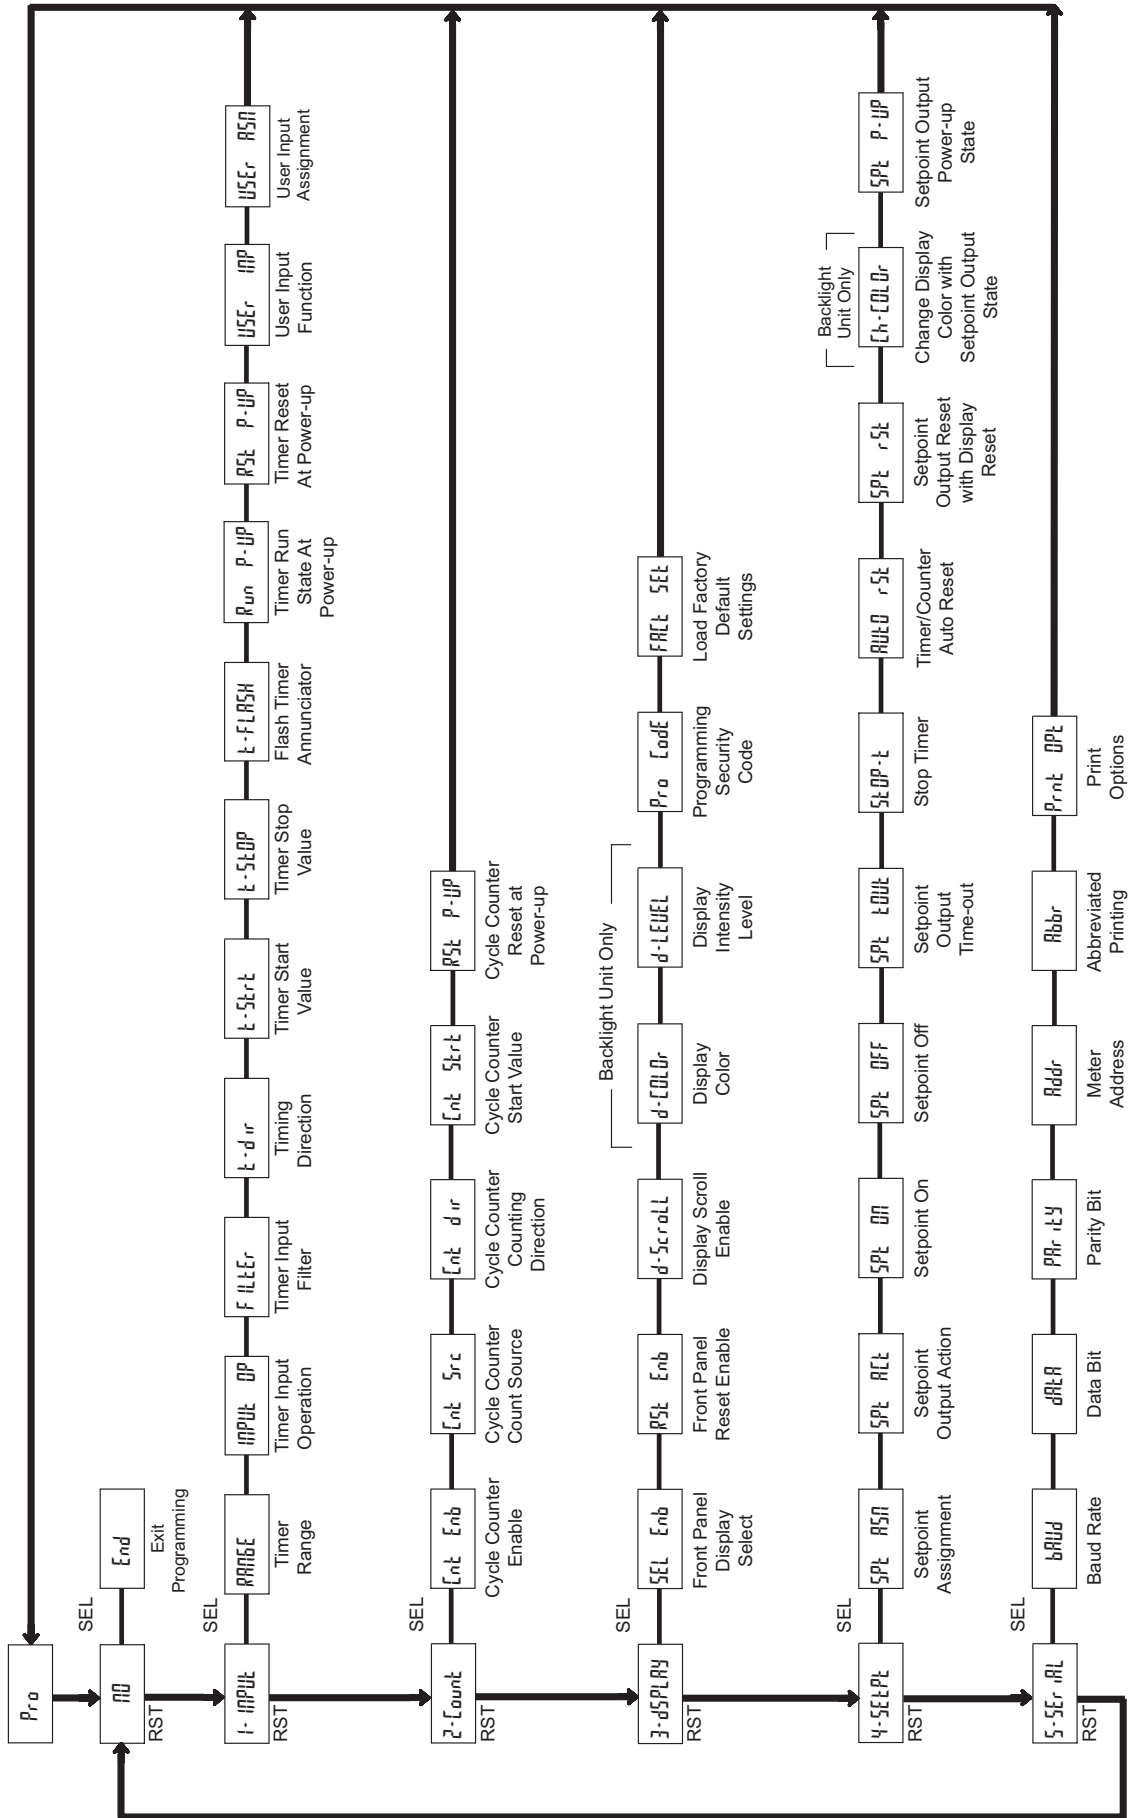 Pro
NO
RST
SEL
End
Exit
Programming
1-INPUt
RST
SEL
RANGE
Timer
Range
INPUt OP
Timer Input
Operation
FILtEr
Timer Input
Filter
t-dir
Timing
Direction
t-Strt
Timer Start
Value
t-StOP
Timer Stop
Value
t-FLASH
Flash Timer
Annunciator
Run P-UP
Timer Run
State At
Power-up
RSt P-UP
Timer Reset
At Power-up
USEr INP
User Input
Function
USEr ASN
User Input
Assignment
2-Count
RST
SEL
Cnt Enb
Cycle Counter
Enable
Cnt Src
Cycle Counter
Count Source
Cnt dir
Cycle Counter
Counting
Direction
Cnt Strt
Cycle Counter
Start Value
RSt P-UP
Cycle Counter
Reset at
Power-up
3-dSPLAY
RST
SEL
SEL Enb
Front Panel
Display
Select
RSt Enb
Front Panel
Reset Enable
d-ScroLL
Display Scroll
Enable
Backlight Unit Only
d-COLOr
Display
Color
d-LEVEL
Display
Intensity
Level
Pro CodE
Programming
Security
Code
FACt SEt
Load Factory
Default
Settings
4-SEtPt
RST
SEL
SPt ASN
Setpoint
Assignment
SPt ACt
Setpoint
Output Action
SPt ON
Setpoint On
SPt OFF
Setpoint Off
SPt tOUt
Setpoint
Output
Time-out
StOP-t
Stop Timer
AUtO rSt
Timer/Counter
Auto Reset
SPt rSt
Setpoint
Output Reset
with Display
Reset
Backlight
Unit Only
Ch-COLOr
Change Display
Color with
Setpoint Output
State
SPt P-UP
Setpoint Output
Power-up
State
5-SErIAL
RST
SEL
bAUd
Baud Rate
dAtA
Data Bit
PArity
Parity Bit
Addr
Meter
Address
Abbr
Abbreviated
Printing
Prnt OPt
Print
Options